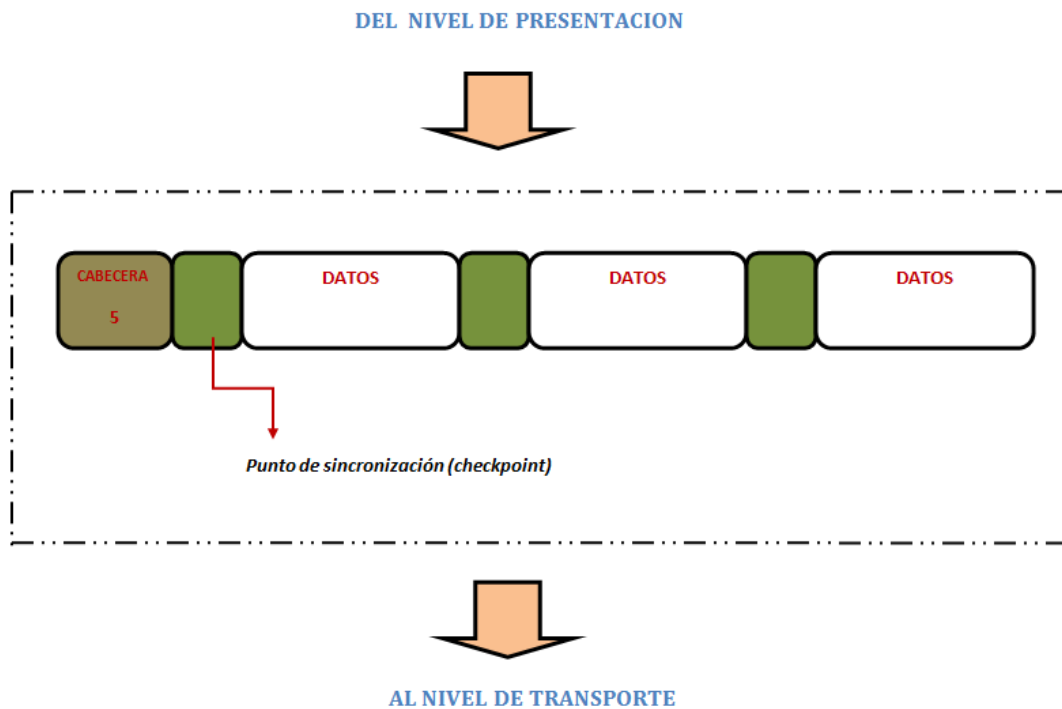 DEL NIVEL DE PRESENTACION
CABECERA
5
DATOS
DATOS
DATOS
Punto de sincronización (checkpoint)
AL NIVEL DE TRANSPORTE